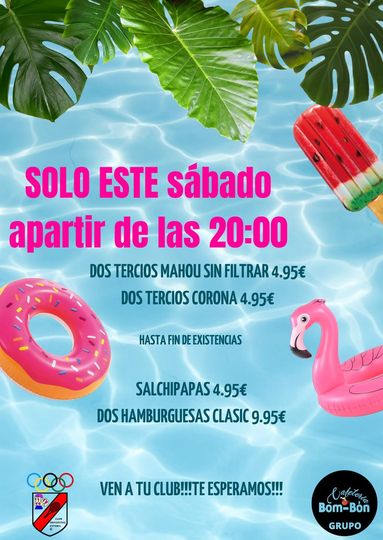 SOLO ESTE sábado
apartir de las 20:00
DOS TERCIOS MAHOU SIN FILTRAR 4.95€
DOS TERCIOS CORONA 4.95€
HASTA FIN DE EXISTENCIAS
SALCHIPAPAS 4.95€
DOS HAMBURGUESAS CLASIC 9.95€
VEN A TU CLUB!!!TE ESPERAMOS!!!
Cafetería
BOM-BÓN
GRUPO